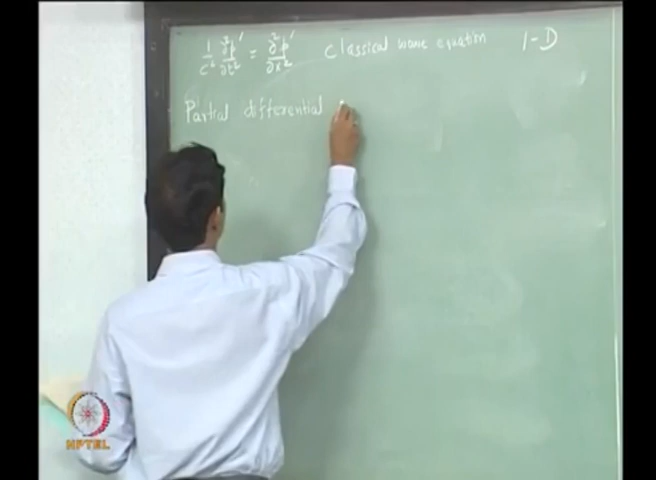 1/c² ∂²p'/∂t² = ∂²p'/∂x² Classical wave equation 1-D
Partial differential
NPTEL